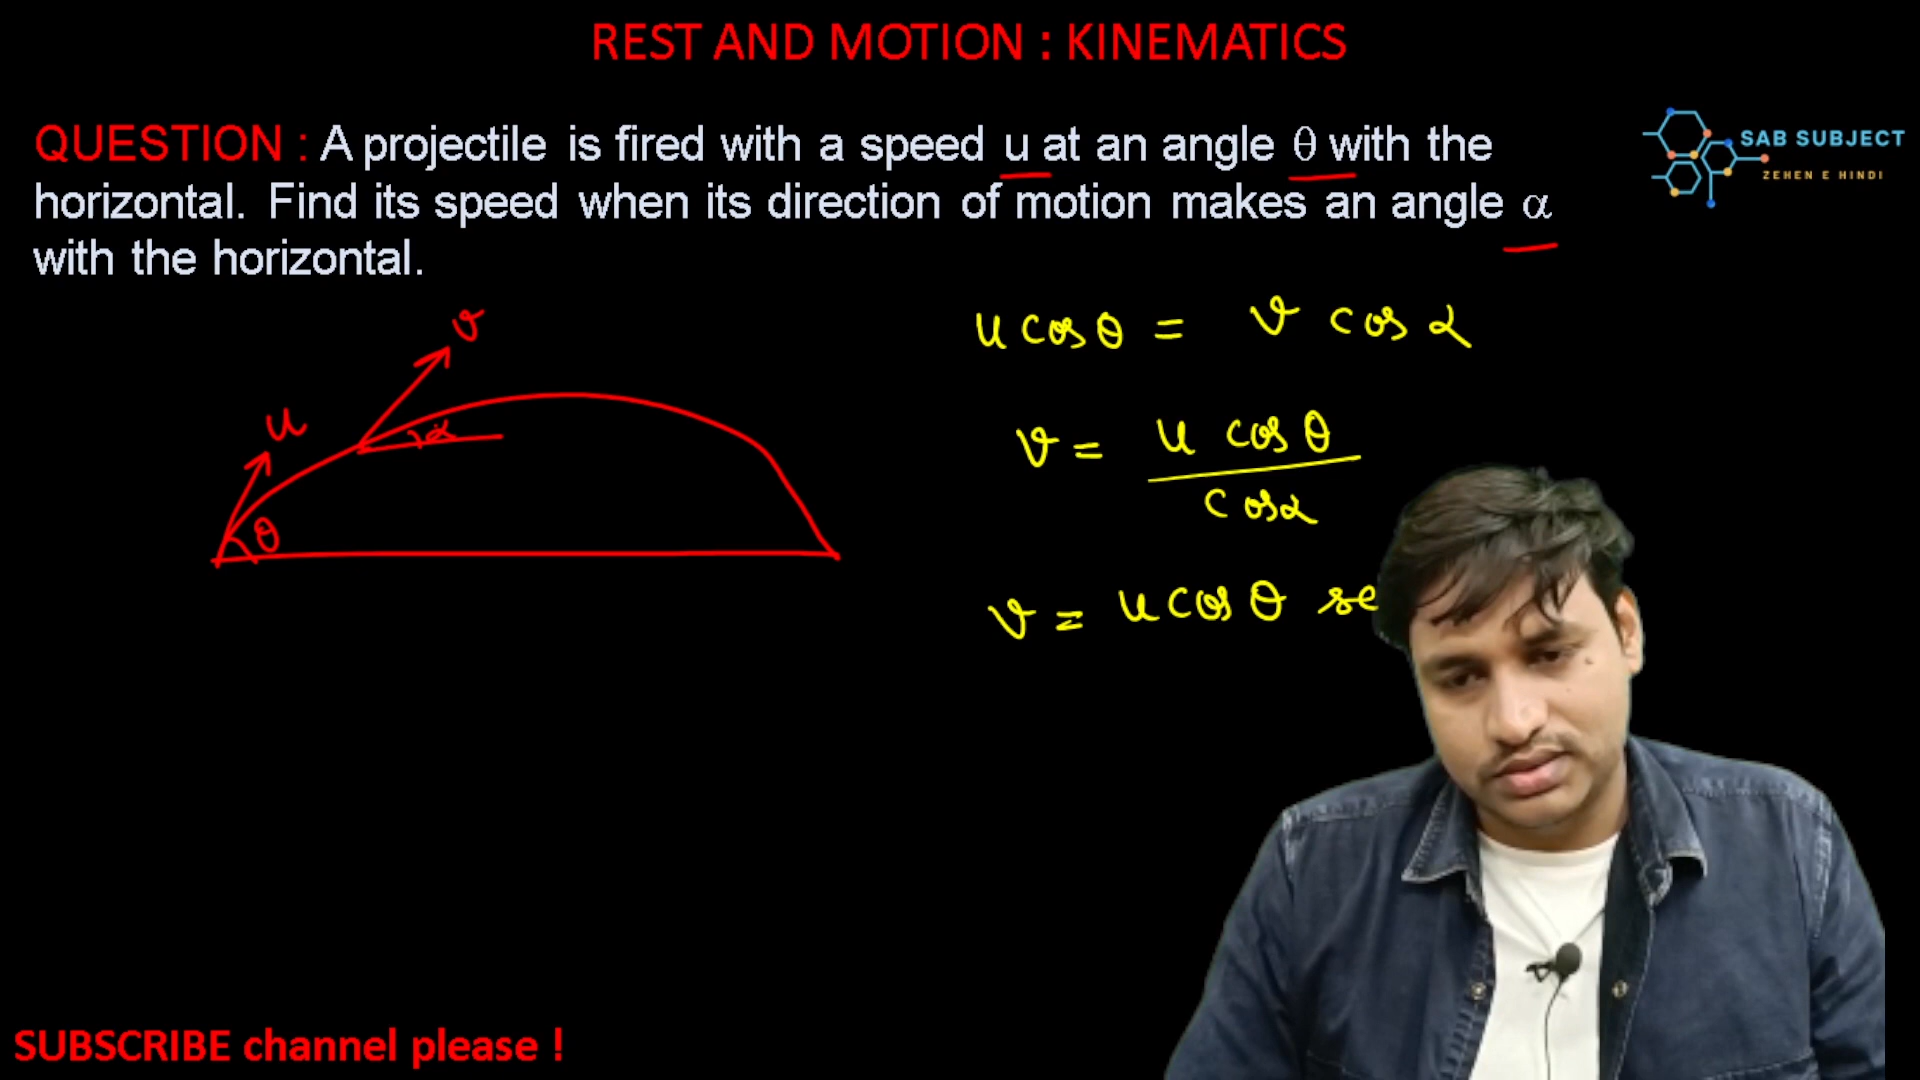 REST AND MOTION : KINEMATICS
QUESTION : A projectile is fired with a speed u at an angle θ with the
horizontal. Find its speed when its direction of motion makes an angle α
with the horizontal.
SAB SUBJECT
ZEHEN E HINDI
v
u
α
θ
u cos θ = v cos α
v = u cos θ
cos α
v = u cos θ se
SUBSCRIBE channel please !